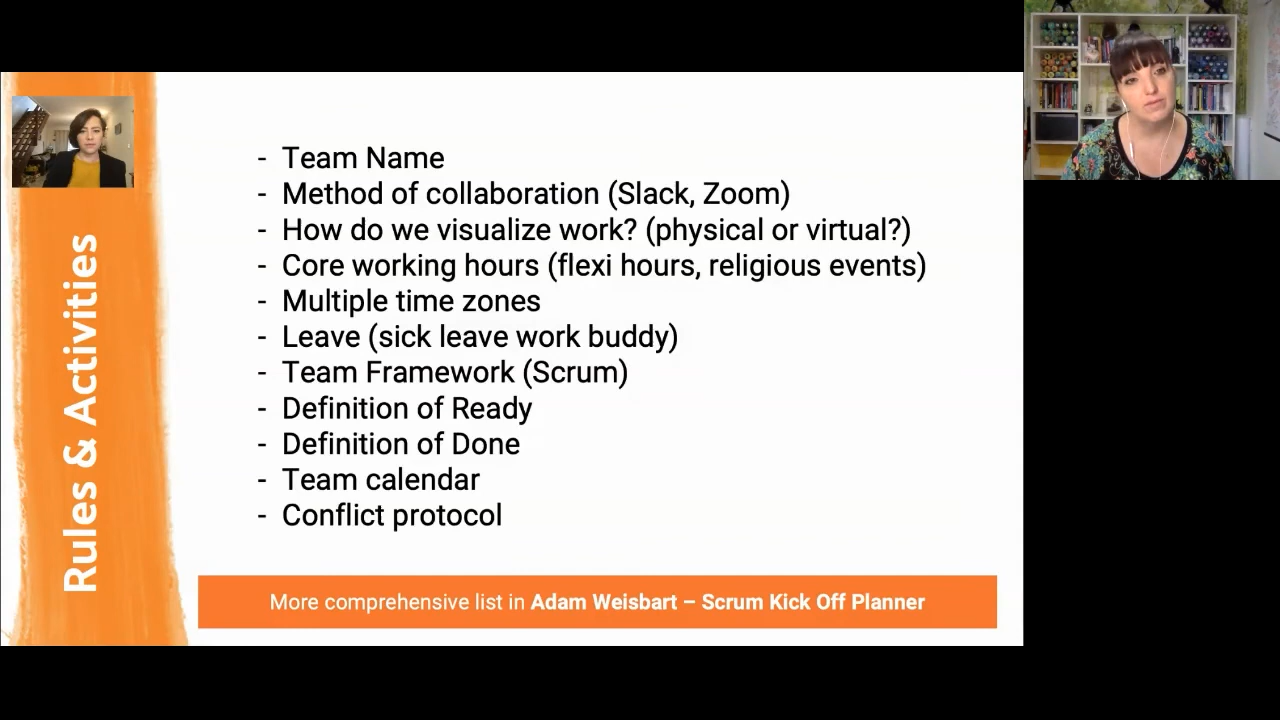 Rules & Activities
- Team Name
- Method of collaboration (Slack, Zoom)
- How do we visualize work? (physical or virtual?)
- Core working hours (flexi hours, religious events)
- Multiple time zones
- Leave (sick leave work buddy)
- Team Framework (Scrum)
- Definition of Ready
- Definition of Done
- Team calendar
- Conflict protocol
More comprehensive list in Adam Weisbart – Scrum Kick Off Planner